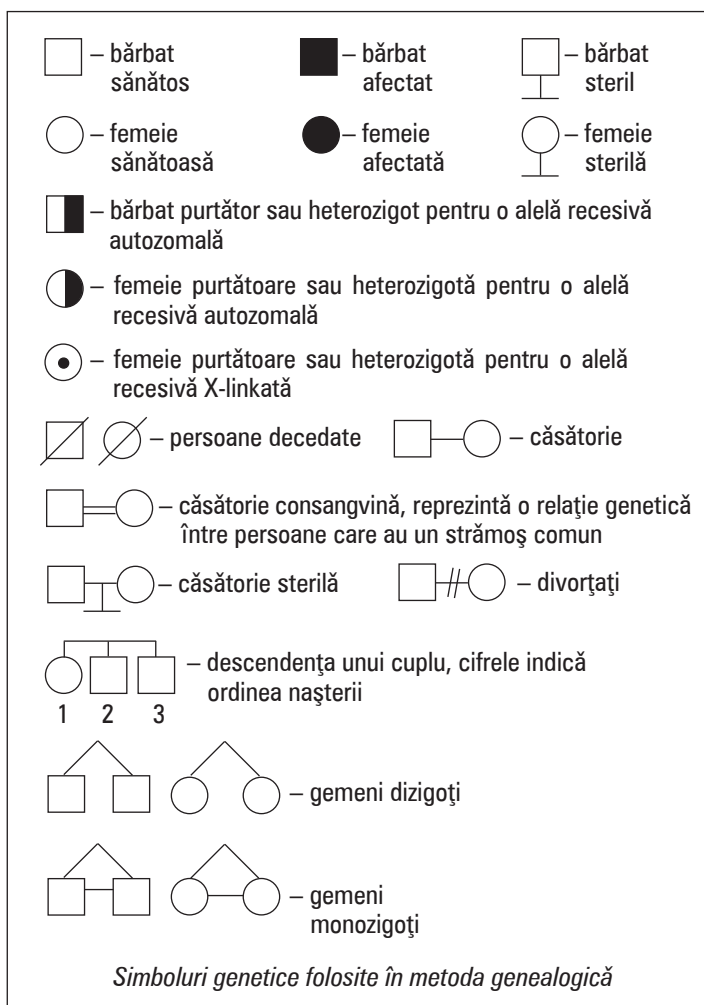 – bărbat sănătos
– bărbat afectat
– bărbat steril
– femeie sănătoasă
– femeie afectată
– femeie sterilă
– bărbat purtător sau heterozigot pentru o alelă recesivă
autozomală
– femeie purtătoare sau heterozigotă pentru o alelă
recesivă autozomală
– femeie purtătoare sau heterozigotă pentru o alelă
recesivă X-linkată
– persoane decedate
– căsătorie
– căsătorie consangvină, reprezintă o relaţie genetică
între persoane care au un strămoş comun
– căsătorie sterilă
– divorţaţi
– descendenţa unui cuplu, cifrele indică
ordinea naşterii
1 2 3
– gemeni dizigoţi
– gemeni
monozigoţi
Simboluri genetice folosite în metoda genealogică